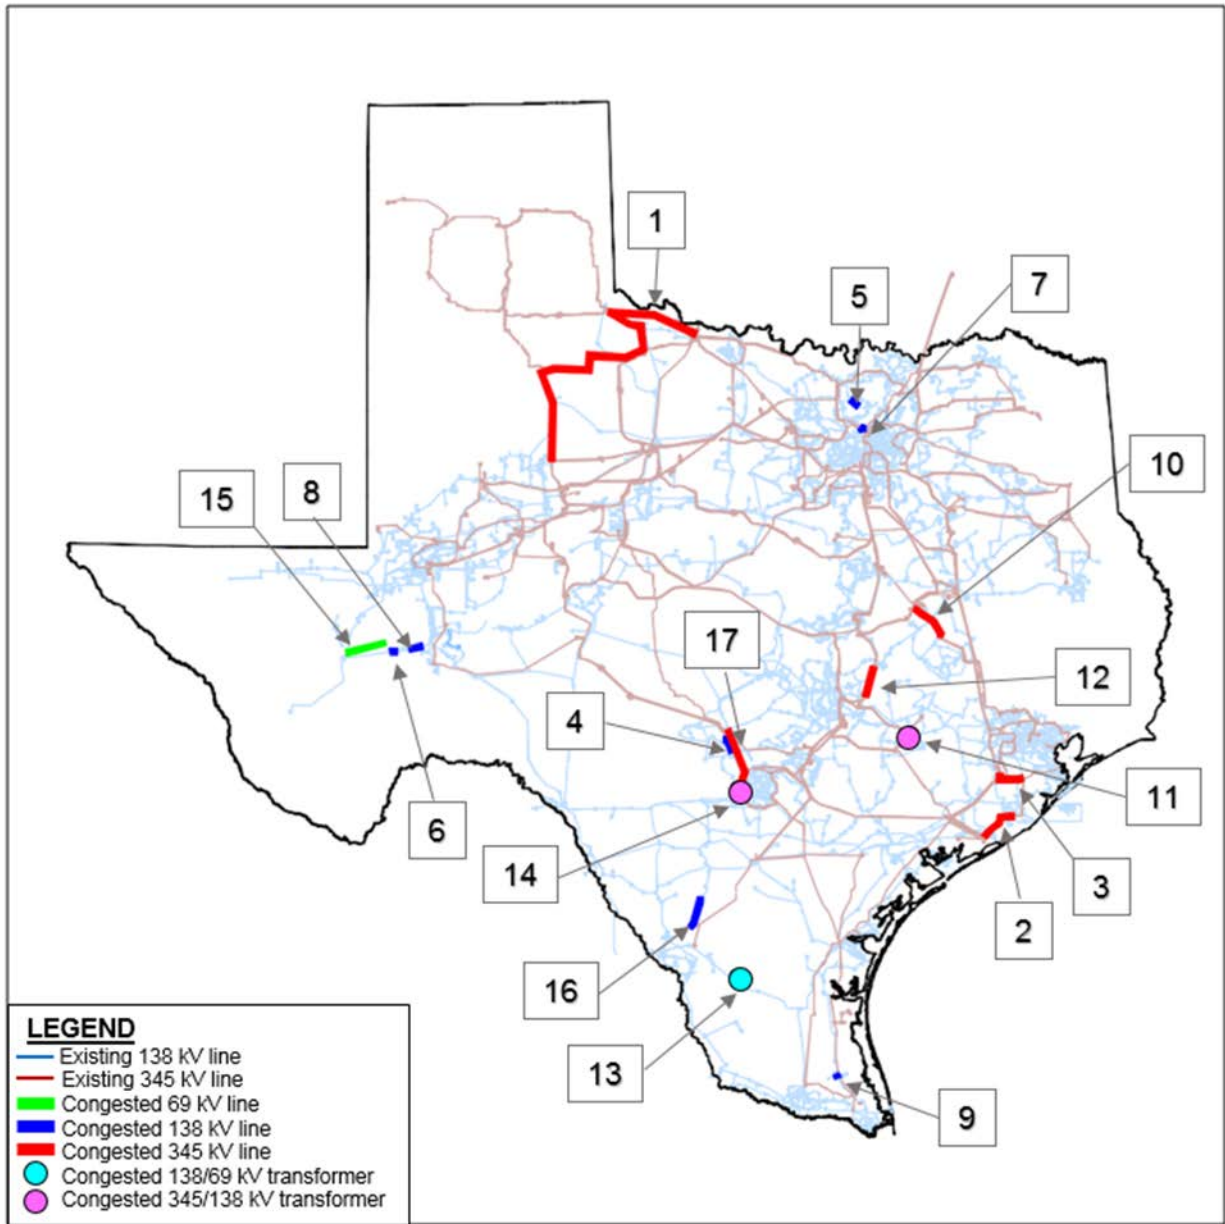 1
5
7
10
15
8
17
12
4
11
6
14
3
2
16
13
9
LEGEND
Existing 138 kV line
Existing 345 kV line
Congested 69 kV line
Congested 138 kV line
Congested 345 kV line
Congested 138/69 kV transformer
Congested 345/138 kV transformer